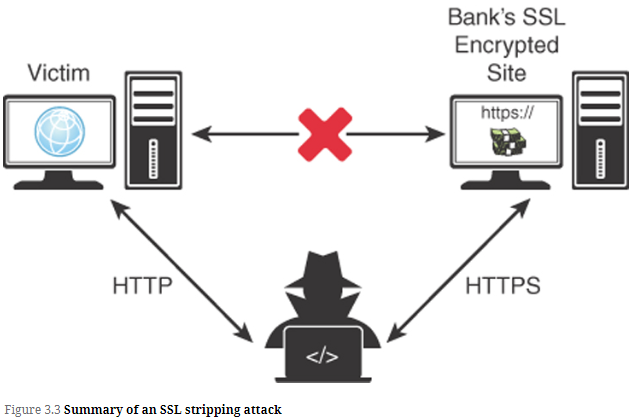 Bank's SSL
Encrypted
Site
Victim
https://
HTTP
HTTPS
</>
Figure 3.3 Summary of an SSL stripping attack